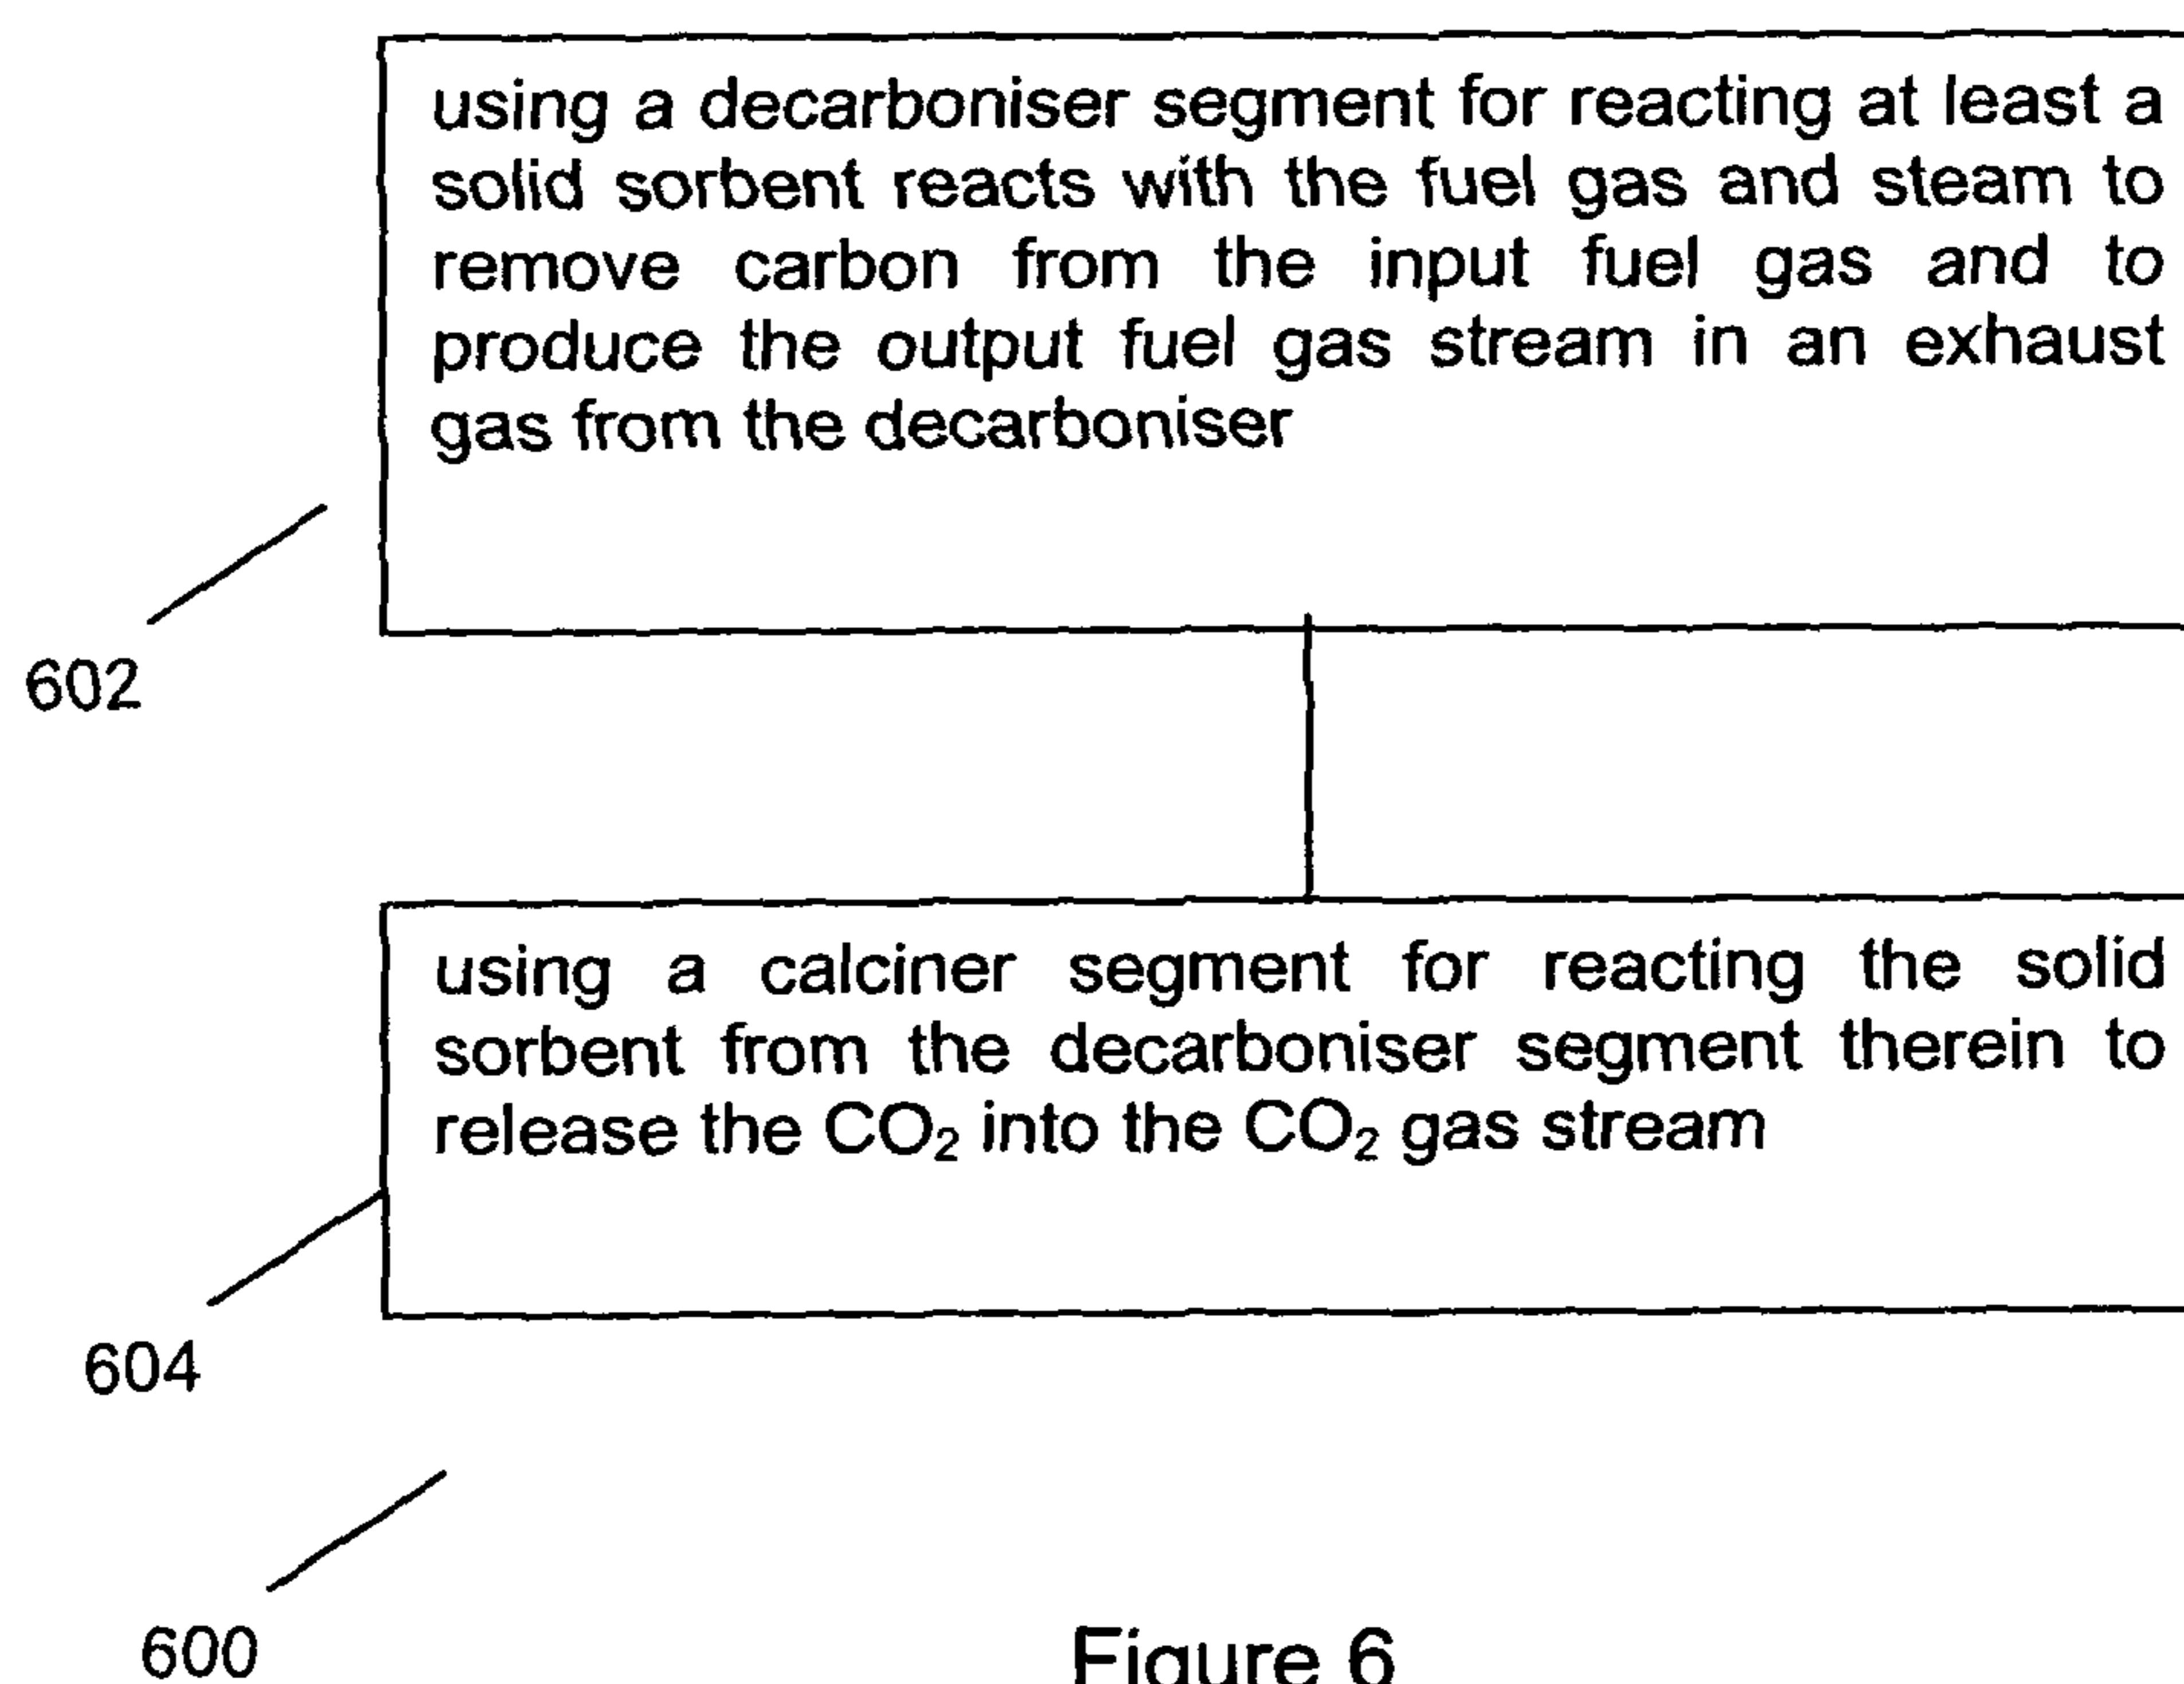 using a decarboniser segment for reacting at least a
solid sorbent reacts with the fuel gas and steam to
remove carbon from the input fuel gas and to
produce the output fuel gas stream in an exhaust
gas from the decarboniser
602
using a calciner segment for reacting the solid
sorbent from the decarboniser segment therein to
release the CO₂ into the CO₂ gas stream
604
600
Figure 6